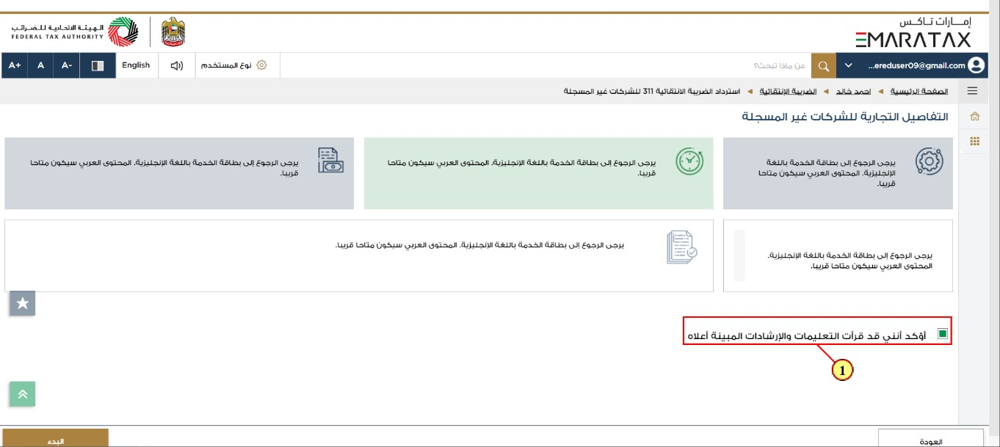 إمـــارات تــاكــس
EMARATAX
الـهيـئـة الاتحـاديـة للـضـرائـب
FEDERAL TAX AUTHORITY
...ereduser09@gmail.com
عن ماذا تبحث؟
نوع المستخدم
English
A-
A
A+
الصفحة الرئيسية ◄ احمد خالد ◄ الضريبة الإنتقائية ◄ استرداد الضريبة الانتقائية 311 للشركات غير المسجلة
التفاصيل التجارية للشركات غير المسجلة
يرجى الرجوع إلى بطاقة الخدمة باللغة
الإنجليزية. المحتوى العربي سيكون متاحا
قريبا.
يرجى الرجوع إلى بطاقة الخدمة باللغة الإنجليزية. المحتوى العربي سيكون متاحا
قريبا.
يرجى الرجوع إلى بطاقة الخدمة باللغة الإنجليزية. المحتوى العربي سيكون متاحا
قريبا.
يرجى الرجوع إلى بطاقة الخدمة باللغة الإنجليزية.
المحتوى العربي سيكون متاحا قريبا.
يرجى الرجوع إلى بطاقة الخدمة باللغة الإنجليزية. المحتوى العربي سيكون متاحا قريبا.
أؤكد أنني قد قرأت التعليمات والإرشادات المبينة أعلاه
1
العودة
البدء